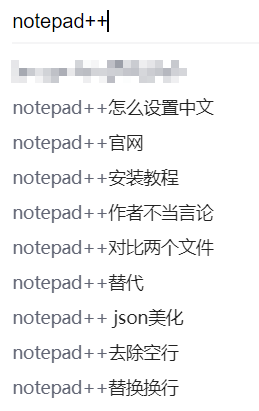 notepad++
notepad++怎么设置中文
notepad++官网
notepad++安装教程
notepad++作者不当言论
notepad++对比两个文件
notepad++替代
notepad++ json美化
notepad++去除空行
notepad++替换换行